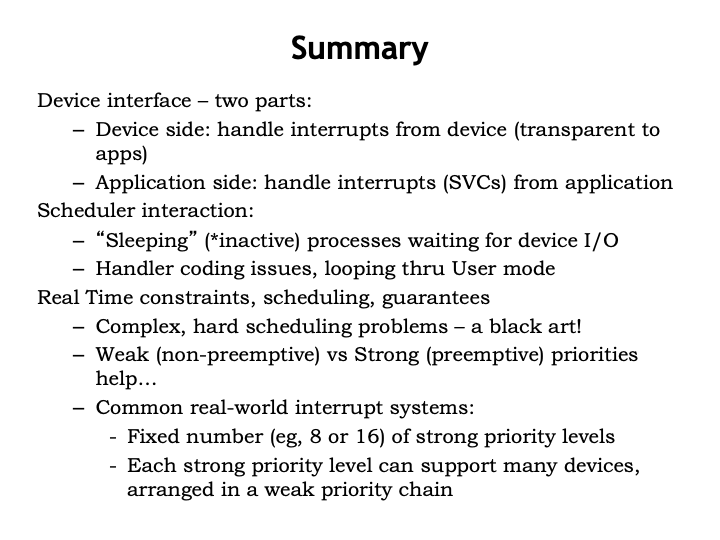 Summary
Device interface – two parts:
– Device side: handle interrupts from device (transparent to
apps)
– Application side: handle interrupts (SVCs) from application
Scheduler interaction:
– “Sleeping” (*inactive) processes waiting for device I/O
– Handler coding issues, looping thru User mode
Real Time constraints, scheduling, guarantees
– Complex, hard scheduling problems – a black art!
– Weak (non-preemptive) vs Strong (preemptive) priorities
help…
– Common real-world interrupt systems:
- Fixed number (eg, 8 or 16) of strong priority levels
- Each strong priority level can support many devices,
arranged in a weak priority chain